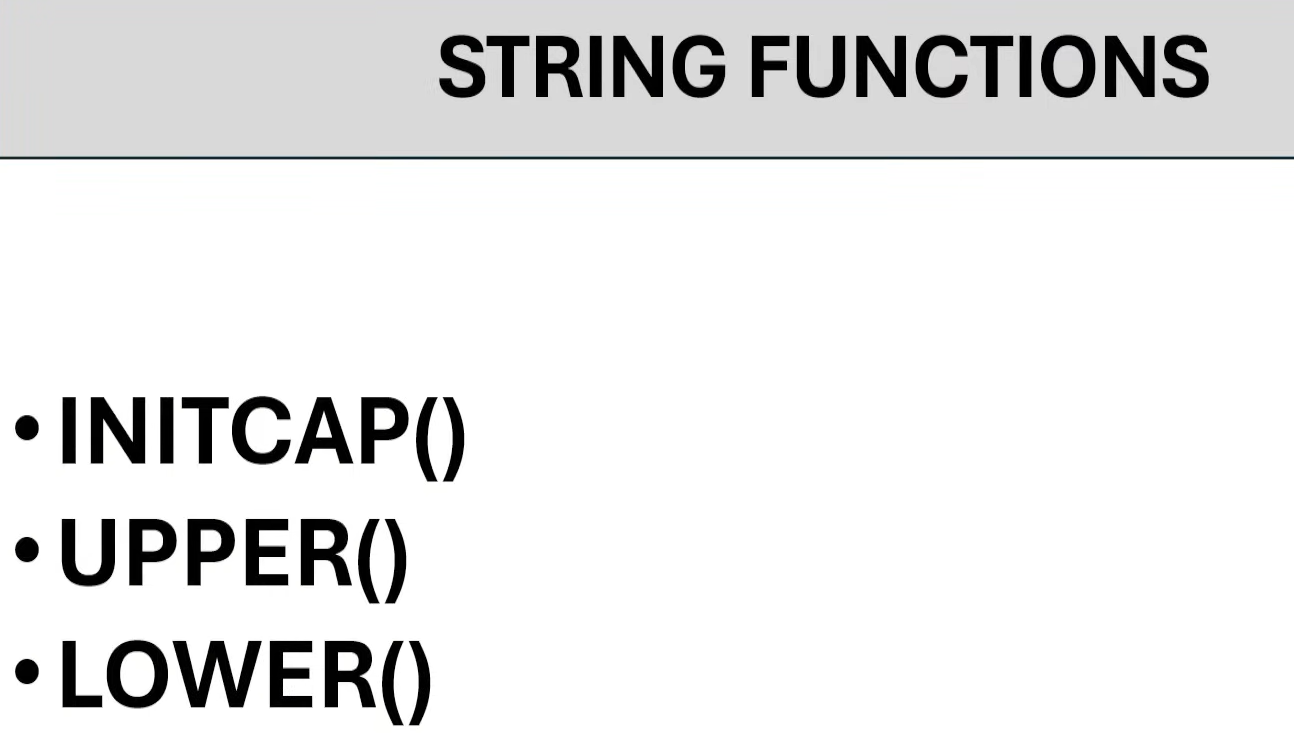 STRING FUNCTIONS
• INITCAP()
• UPPER()
• LOWER()